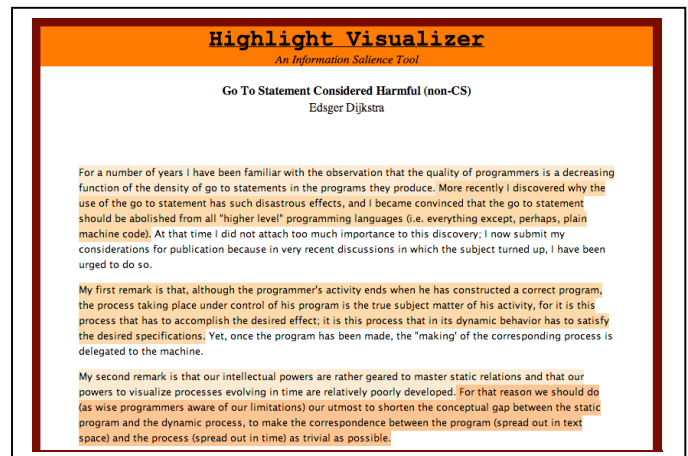 Highlight Visualizer
An Information Salience Tool
Go To Statement Considered Harmful (non-CS)
Edsger Dijkstra
For a number of years I have been familiar with the observation that the quality of programmers is a decreasing
function of the density of go to statements in the programs they produce. More recently I discovered why the
use of the go to statement has such disastrous effects, and I became convinced that the go to statement
should be abolished from all "higher level" programming languages (i.e. everything except, perhaps, plain
machine code). At that time I did not attach too much importance to this discovery; I now submit my
considerations for publication because in very recent discussions in which the subject turned up, I have been
urged to do so.
My first remark is that, although the programmer's activity ends when he has constructed a correct program,
the process taking place under control of his program is the true subject matter of his activity, for it is this
process that has to accomplish the desired effect; it is this process that in its dynamic behavior has to satisfy
the desired specifications. Yet, once the program has been made, the "making' of the corresponding process is
delegated to the machine.
My second remark is that our intellectual powers are rather geared to master static relations and that our
powers to visualize processes evolving in time are relatively poorly developed. For that reason we should do
(as wise programmers aware of our limitations) our utmost to shorten the conceptual gap between the static
program and the dynamic process, to make the correspondence between the program (spread out in text
space) and the process (spread out in time) as trivial as possible.